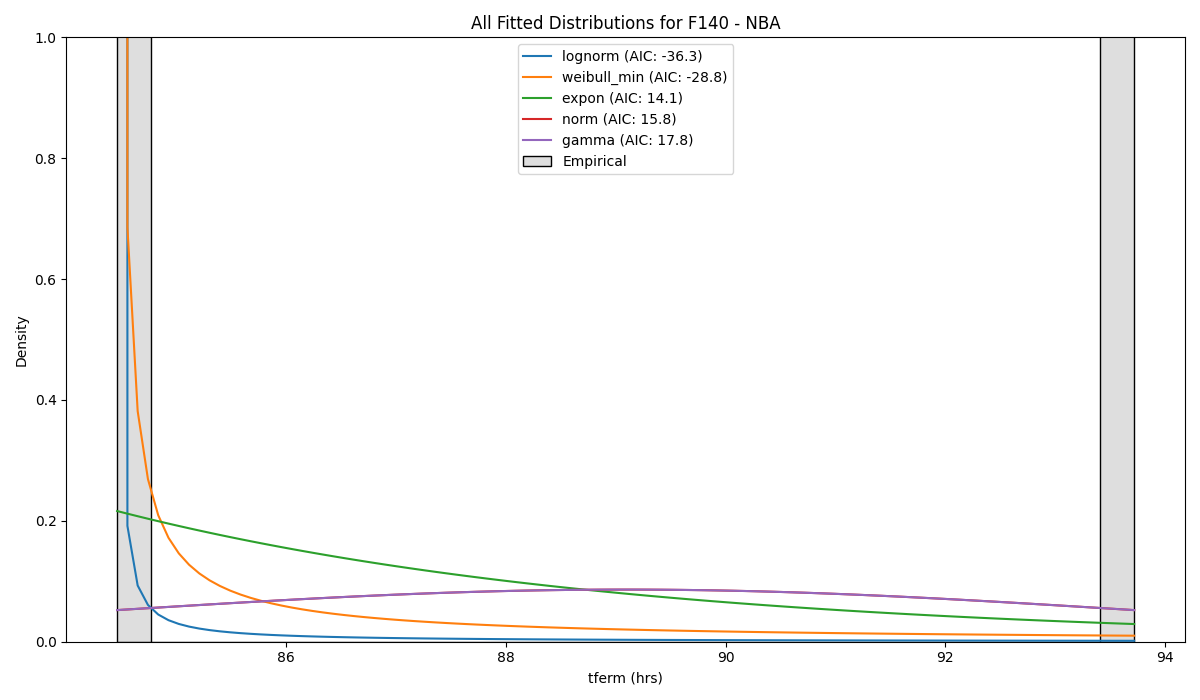 All Fitted Distributions for F140 - NBA
1.0
0.8
0.6
0.4
0.2
0.0
Density
lognorm (AIC: -36.3)
weibull_min (AIC: -28.8)
expon (AIC: 14.1)
norm (AIC: 15.8)
gamma (AIC: 17.8)
Empirical
86
88
90
92
94
tferm (hrs)